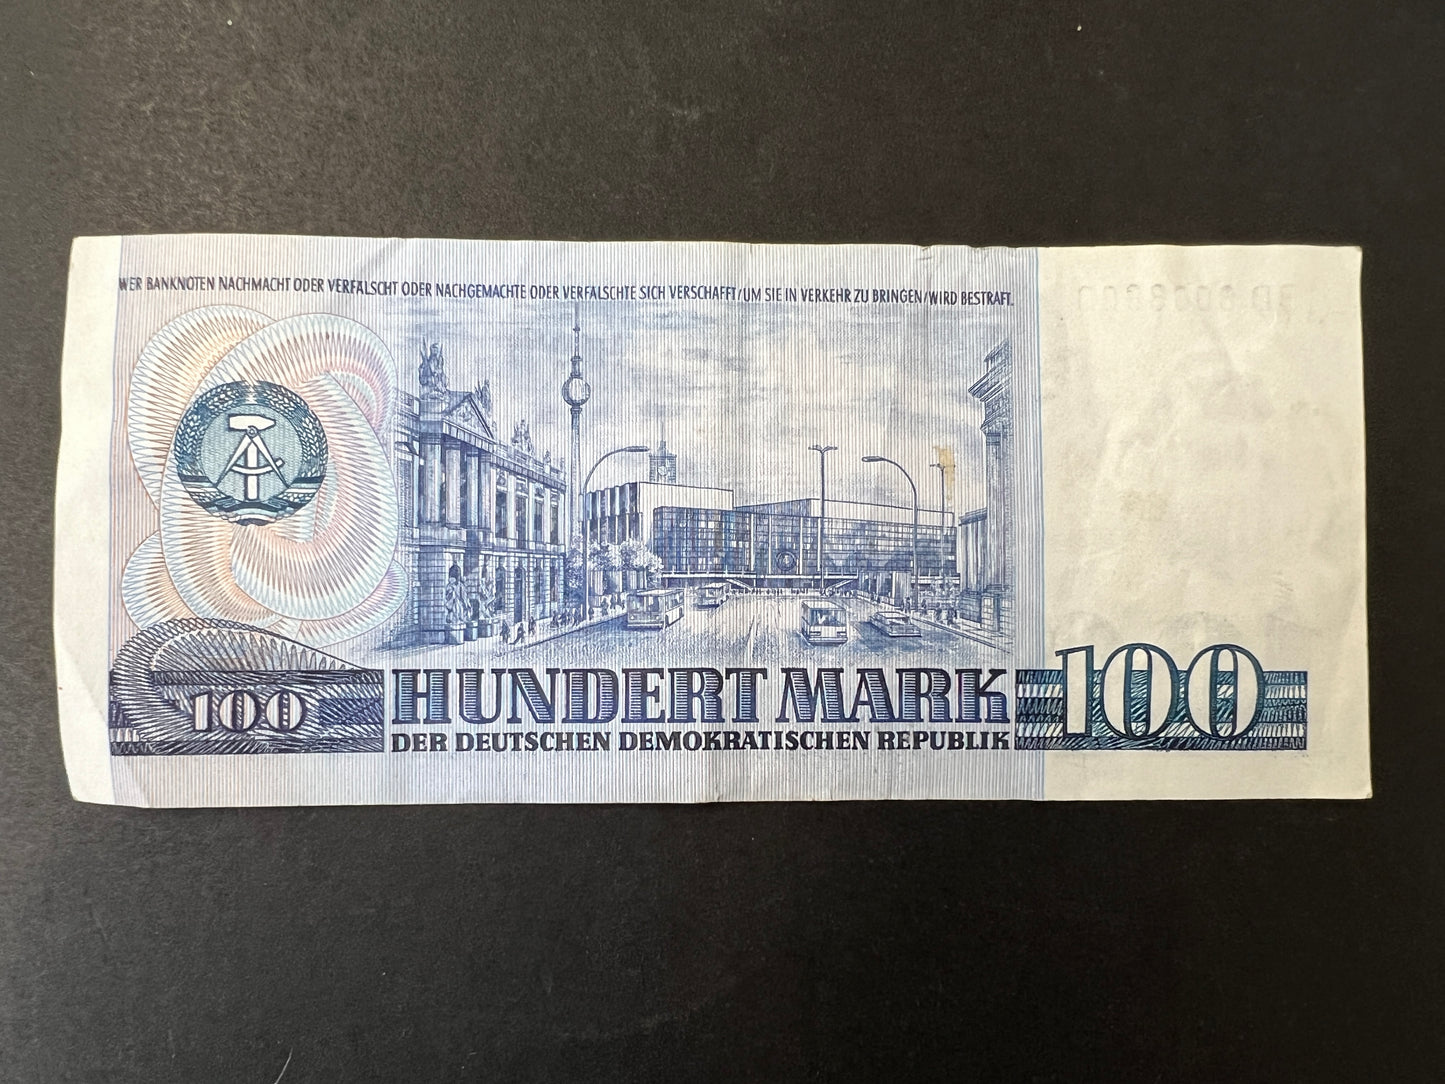 WER BANKNOTEN NACHMACHT ODER VERFÄLSCHT ODER NACHGEMACHTE ODER VERFÄLSCHTE SICH VERSCHAFFT/UM SIE IN VERKEHR ZU BRINGEN/WIRD BESTRAFT.
100
HUNDERT MARK
100
DER DEUTSCHEN DEMOKRATISCHEN REPUBLIK